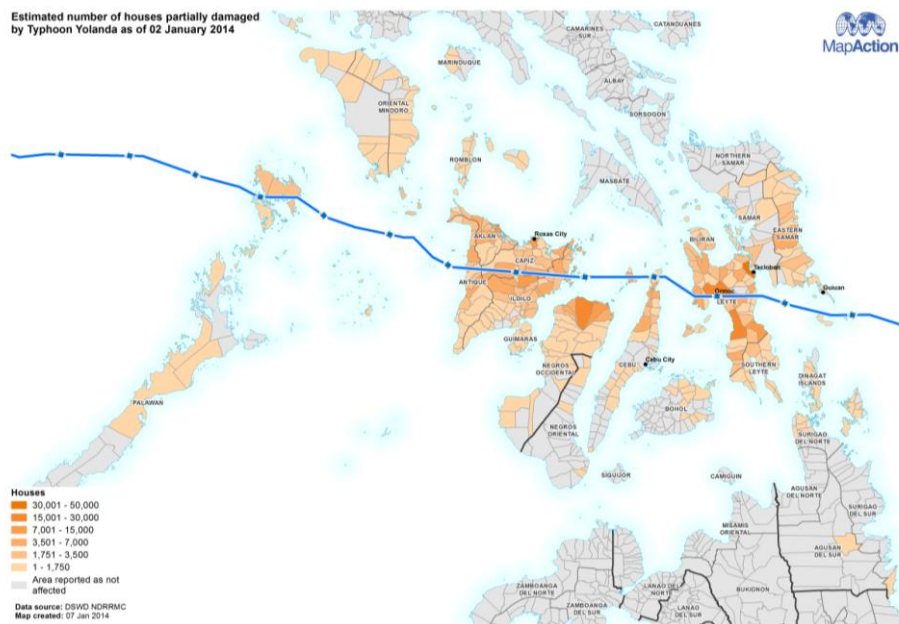 Estimated number of houses partially damaged
by Typhoon Yolanda as of 02 January 2014
MapAction
CATANDUANES
CAMARINES
SUR
MARINDUQUE
ALBAY
ORIENTAL
MINDORO
SORSOGON
NORTHERN
SAMAR
ROMBLON
MASBATE
SAMAR
EASTERN
SAMAR
Roxas City
AKLAN
BILIRAN
CAPIZ
Tacloban
ANTIQUE
Ormoc
Guiuan
ILOILO
LEYTE
GUIMARAS
Cebu City
CEBU
NEGROS
OCCIDENTAL
SOUTHERN
LEYTE
DINAGAT
ISLANDS
PALAWAN
BOHOL
NEGROS
ORIENTAL
SURIGAO
DEL NORTE
SIQUIJOR
CAMIGUIN
AGUSAN
DEL NORTE
SURIGAO
DEL SUR
MISAMIS
ORIENTAL
AGUSAN
DEL SUR
ZAMBOANGA
DEL NORTE
LANAO DEL
NORTE
BUKIDNON
ZAMBOANGA
DEL SUR
LANAO
DEL SUR
Houses
30,001 - 50,000
15,001 - 30,000
7,001 - 15,000
3,501 - 7,000
1,751 - 3,500
1 - 1,750
Area reported as not
affected
Data source: DSWD NDRRMC
Map created: 07 Jan 2014